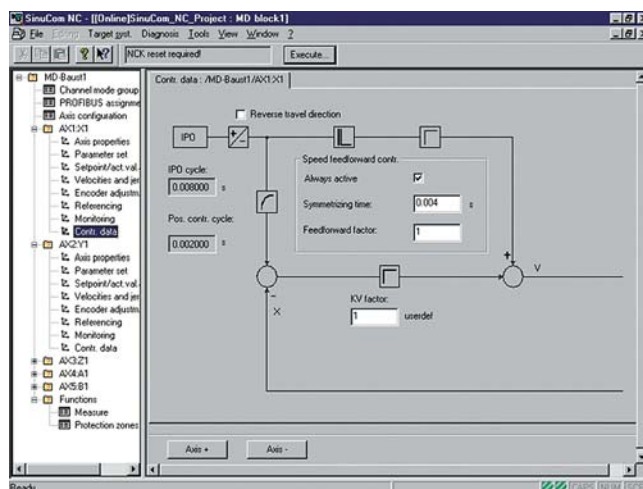 SinuCom NC - [[Online]SinuCom_NC_Project : MD block1]
File Editing Target syst. Diagnosis Tools View Window ?
NCK reset required!
Execute...
MD-Baust1
Channel mode group
PROFIBUS assignme
Axis configuration
AX1:X1
Axis properties
Parameter set
Setpoint/act.val.
Velocities and jer
Encoder adjustm.
Referencing
Monitoring
Contr. data
AX2:Y1
Axis properties
Parameter set
Setpoint/act.val.
Velocities and jer
Encoder adjustm.
Referencing
Monitoring
Contr. data
AX3:Z1
AX4:A1
AX5:B1
Functions
Measure
Protection zones
Contr. data : /MD-Baust1/AX1:X1
Reverse travel direction
IPO
+
-
IPO cycle:
0.008000 s
Pos. contr. cycle:
0.002000 s
Speed feedforward contr.
Always active
Symmetrizing time: 0.004 s
Feedforward factor: 1
+
V
-
X
KV factor:
1 userdef
Axis +
Axis -
Ready
CAPS NUM SCF